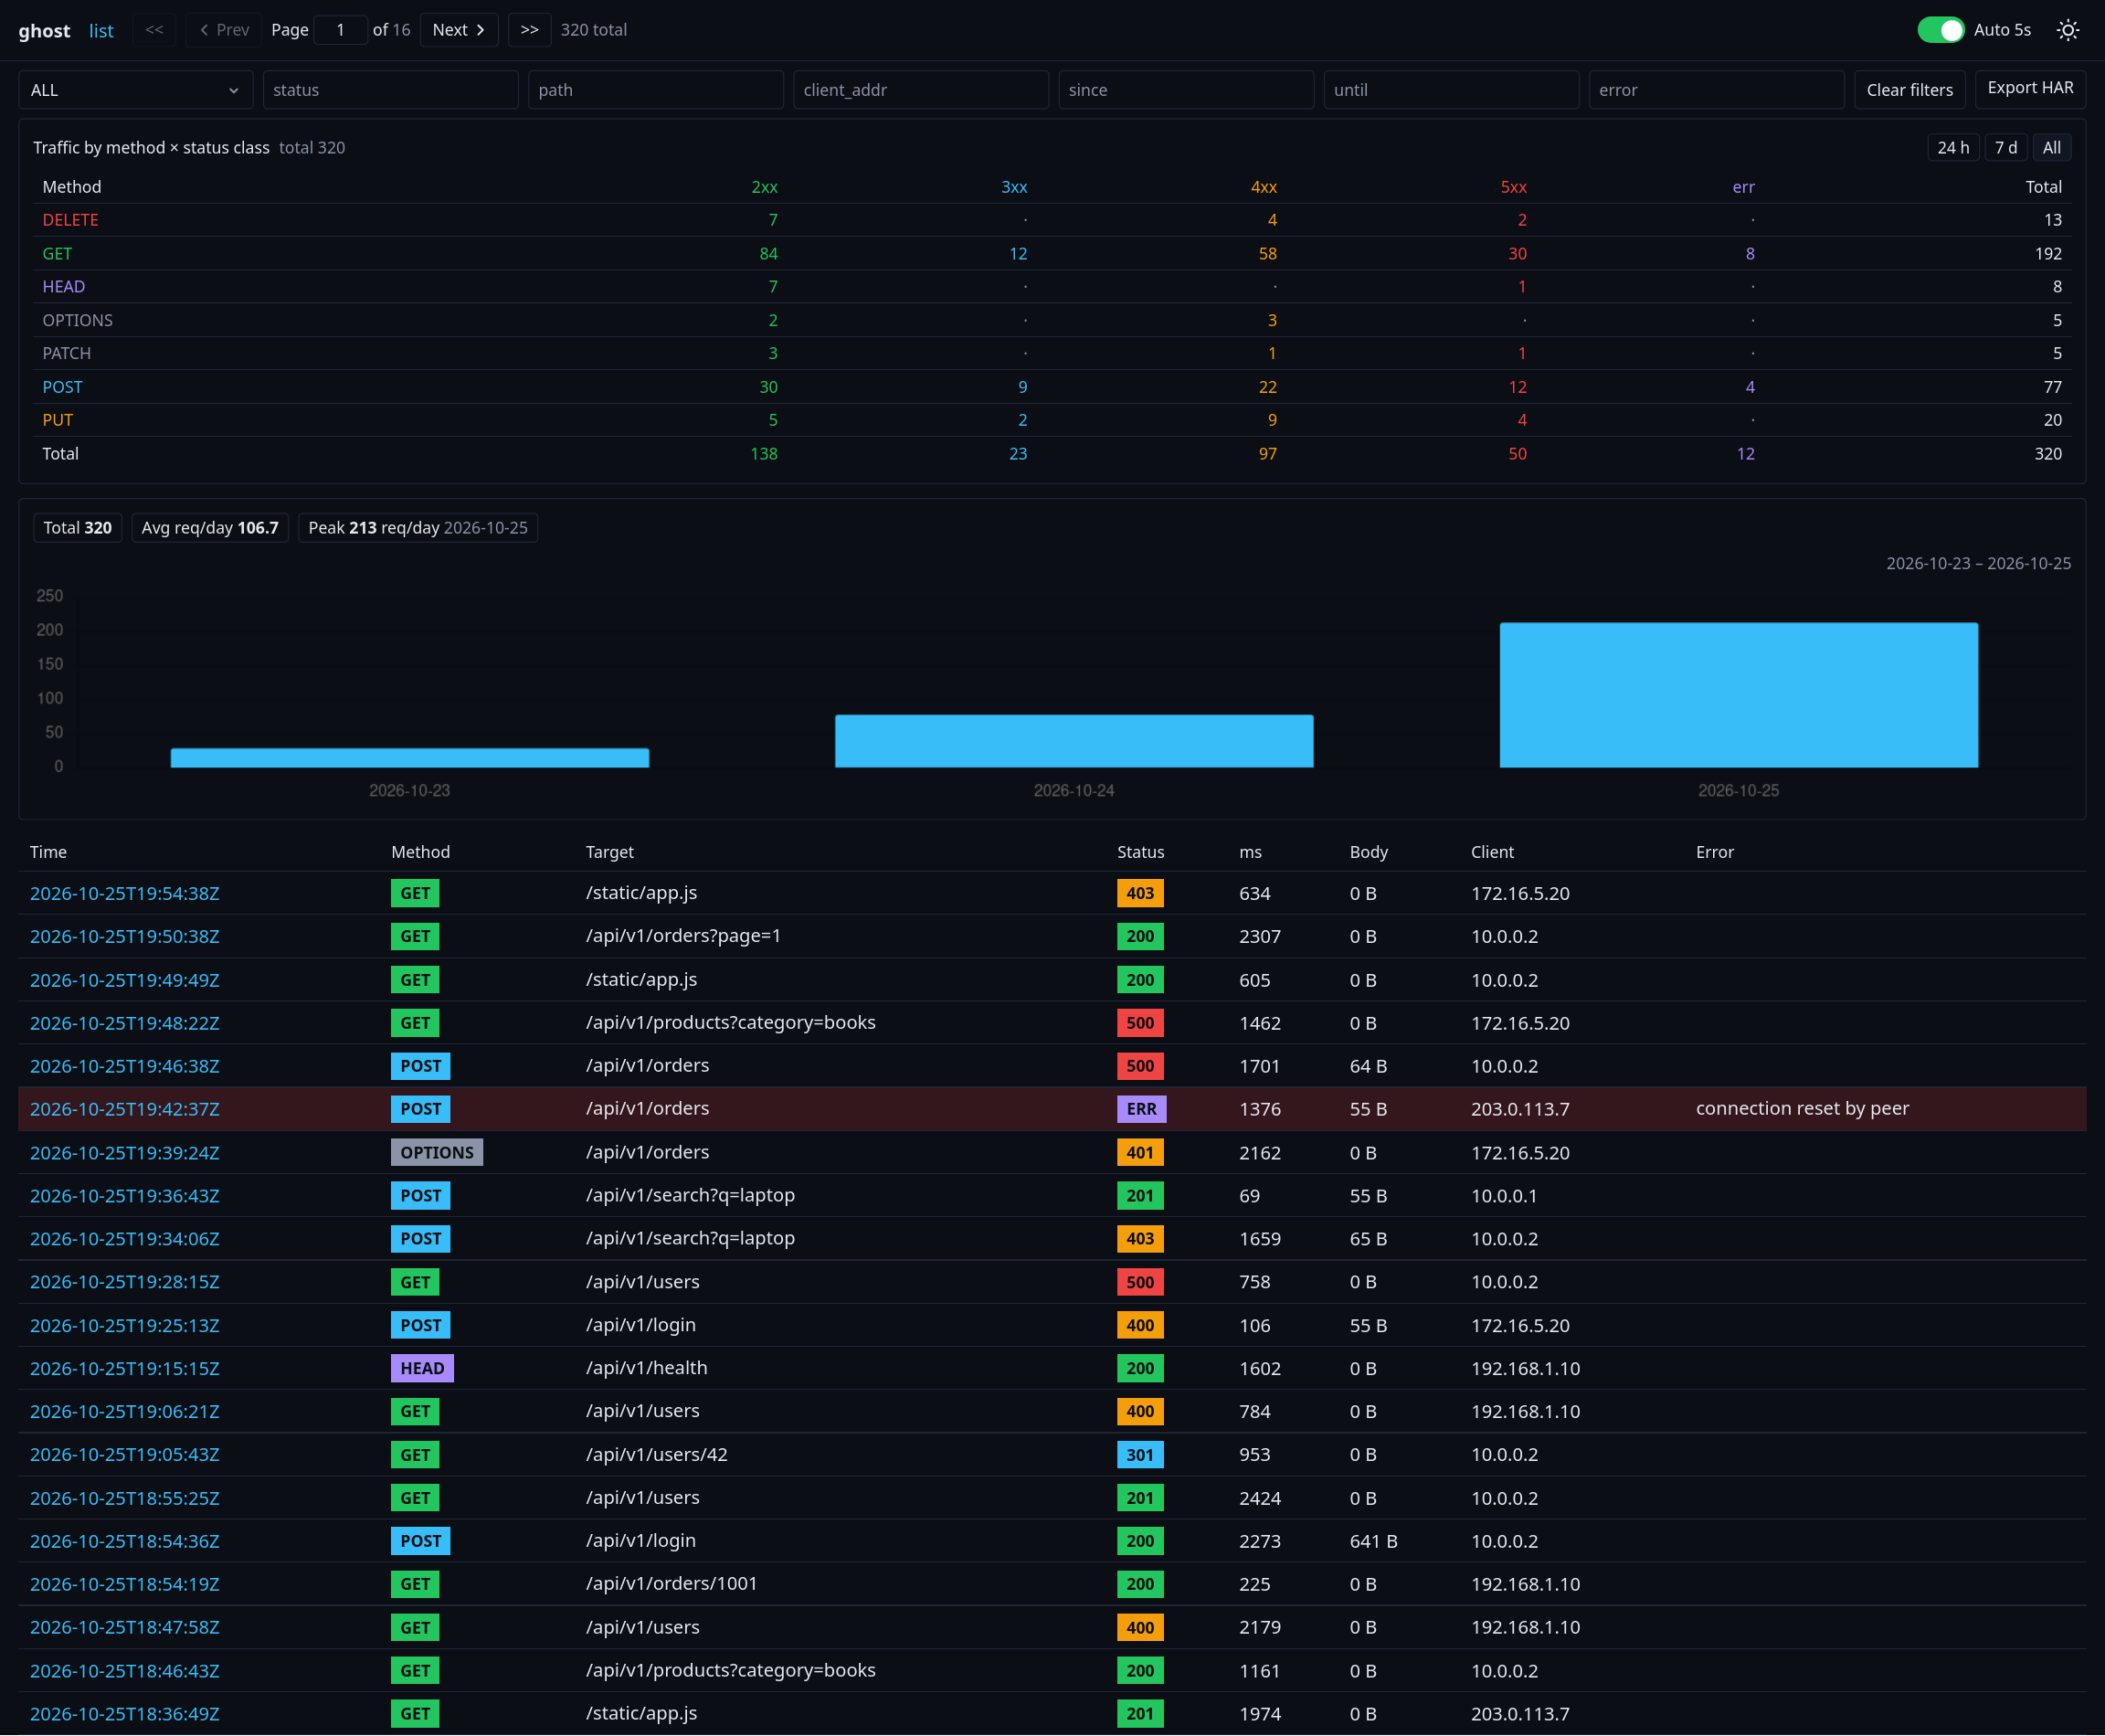 ghost list << Prev Page 1 of 16 Next >> 320 total Auto 5s
ALL status path client_addr since until error Clear filters Export HAR
Traffic by method × status class total 320 24 h 7 d All
Method 2xx 3xx 4xx 5xx err Total
DELETE 7 · 4 2 · 13
GET 84 12 58 30 8 192
HEAD 7 · · 1 · 8
OPTIONS 2 · 3 · · 5
PATCH 3 · 1 1 · 5
POST 30 9 22 12 4 77
PUT 5 2 9 4 · 20
Total 138 23 97 50 12 320
Total 320 Avg req/day 106.7 Peak 213 req/day 2026-10-25
2026-10-23 – 2026-10-25
250
200
150
100
50
0
2026-10-23 2026-10-24 2026-10-25
Time Method Target Status ms Body Client Error
2026-10-25T19:54:38Z GET /static/app.js 403 634 0 B 172.16.5.20
2026-10-25T19:50:38Z GET /api/v1/orders?page=1 200 2307 0 B 10.0.0.2
2026-10-25T19:49:49Z GET /static/app.js 200 605 0 B 10.0.0.2
2026-10-25T19:48:22Z GET /api/v1/products?category=books 500 1462 0 B 172.16.5.20
2026-10-25T19:46:38Z POST /api/v1/orders 500 1701 64 B 10.0.0.2
2026-10-25T19:42:37Z POST /api/v1/orders ERR 1376 55 B 203.0.113.7 connection reset by peer
2026-10-25T19:39:24Z OPTIONS /api/v1/orders 401 2162 0 B 172.16.5.20
2026-10-25T19:36:43Z POST /api/v1/search?q=laptop 201 69 55 B 10.0.0.1
2026-10-25T19:34:06Z POST /api/v1/search?q=laptop 403 1659 65 B 10.0.0.2
2026-10-25T19:28:15Z GET /api/v1/users 500 758 0 B 10.0.0.2
2026-10-25T19:25:13Z POST /api/v1/login 400 106 55 B 172.16.5.20
2026-10-25T19:15:15Z HEAD /api/v1/health 200 1602 0 B 192.168.1.10
2026-10-25T19:06:21Z GET /api/v1/users 400 784 0 B 192.168.1.10
2026-10-25T19:05:43Z GET /api/v1/users/42 301 953 0 B 10.0.0.2
2026-10-25T18:55:25Z GET /api/v1/users 201 2424 0 B 10.0.0.2
2026-10-25T18:54:36Z POST /api/v1/login 200 2273 641 B 10.0.0.2
2026-10-25T18:54:19Z GET /api/v1/orders/1001 200 225 0 B 192.168.1.10
2026-10-25T18:47:58Z GET /api/v1/users 400 2179 0 B 192.168.1.10
2026-10-25T18:46:43Z GET /api/v1/products?category=books 200 1161 0 B 10.0.0.2
2026-10-25T18:36:49Z GET /static/app.js 201 1974 0 B 203.0.113.7